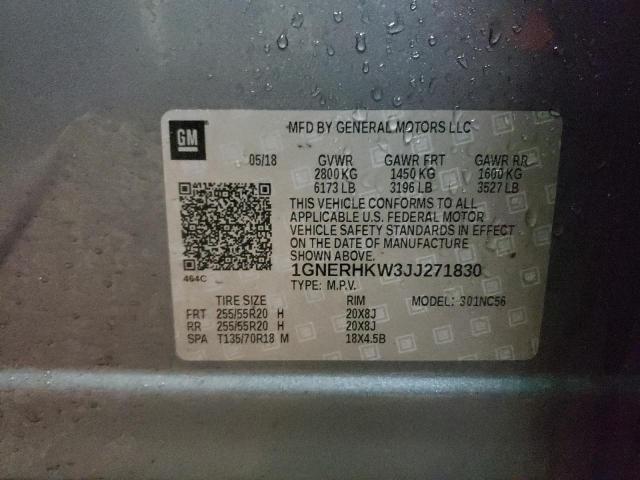 GM
MFD BY GENERAL MOTORS LLC
05/18 GVWR GAWR FRT GAWR RR
2800 KG 1450 KG 1600 KG
6173 LB 3196 LB 3527 LB
THIS VEHICLE CONFORMS TO ALL
APPLICABLE U.S. FEDERAL MOTOR
VEHICLE SAFETY STANDARDS IN EFFECT
ON THE DATE OF MANUFACTURE
SHOWN ABOVE.
464C
1GNERHKW3JJ271830
TYPE: M.P.V.
TIRE SIZE RIM MODEL: 301NC56
FRT 255/55R20 H 20X8J
RR 255/55R20 H 20X8J
SPA T135/70R18 M 18X4.5B